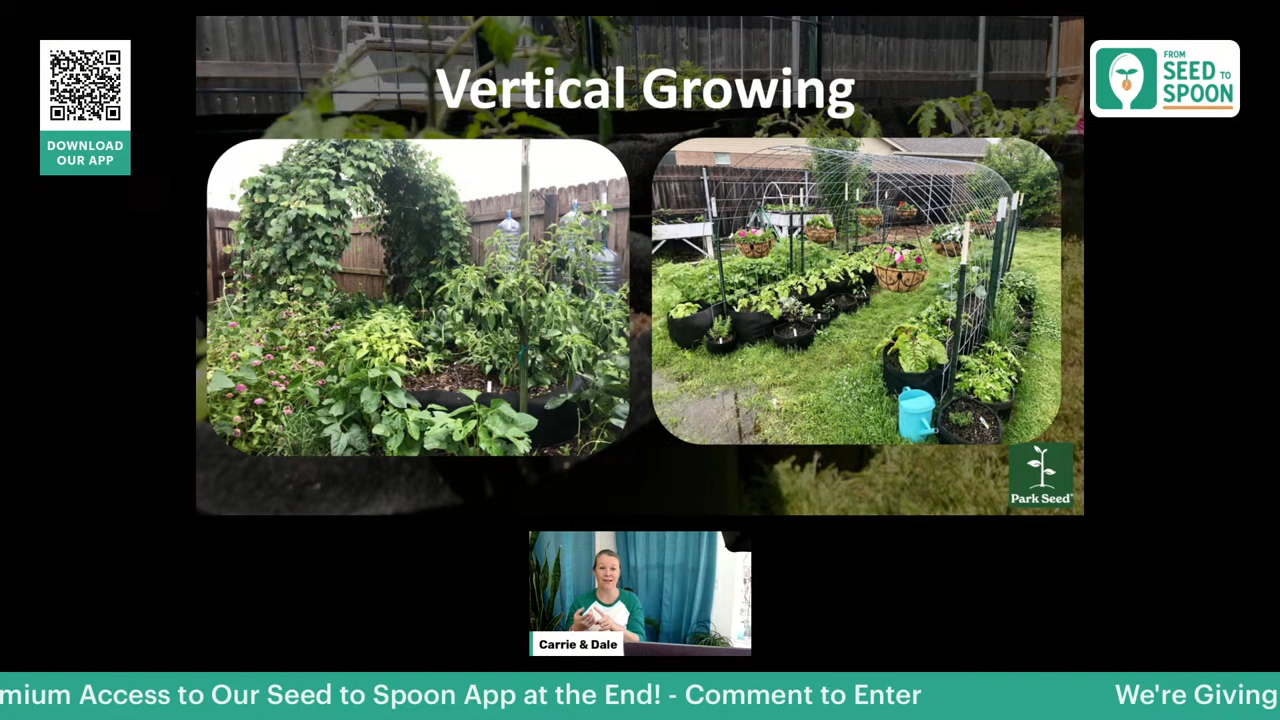 Vertical Growing
DOWNLOAD
OUR APP
FROM
SEED TO
SPOON
Park Seed
Carrie & Dale
mium Access to Our Seed to Spoon App at the End! - Comment to Enter
We're Giving